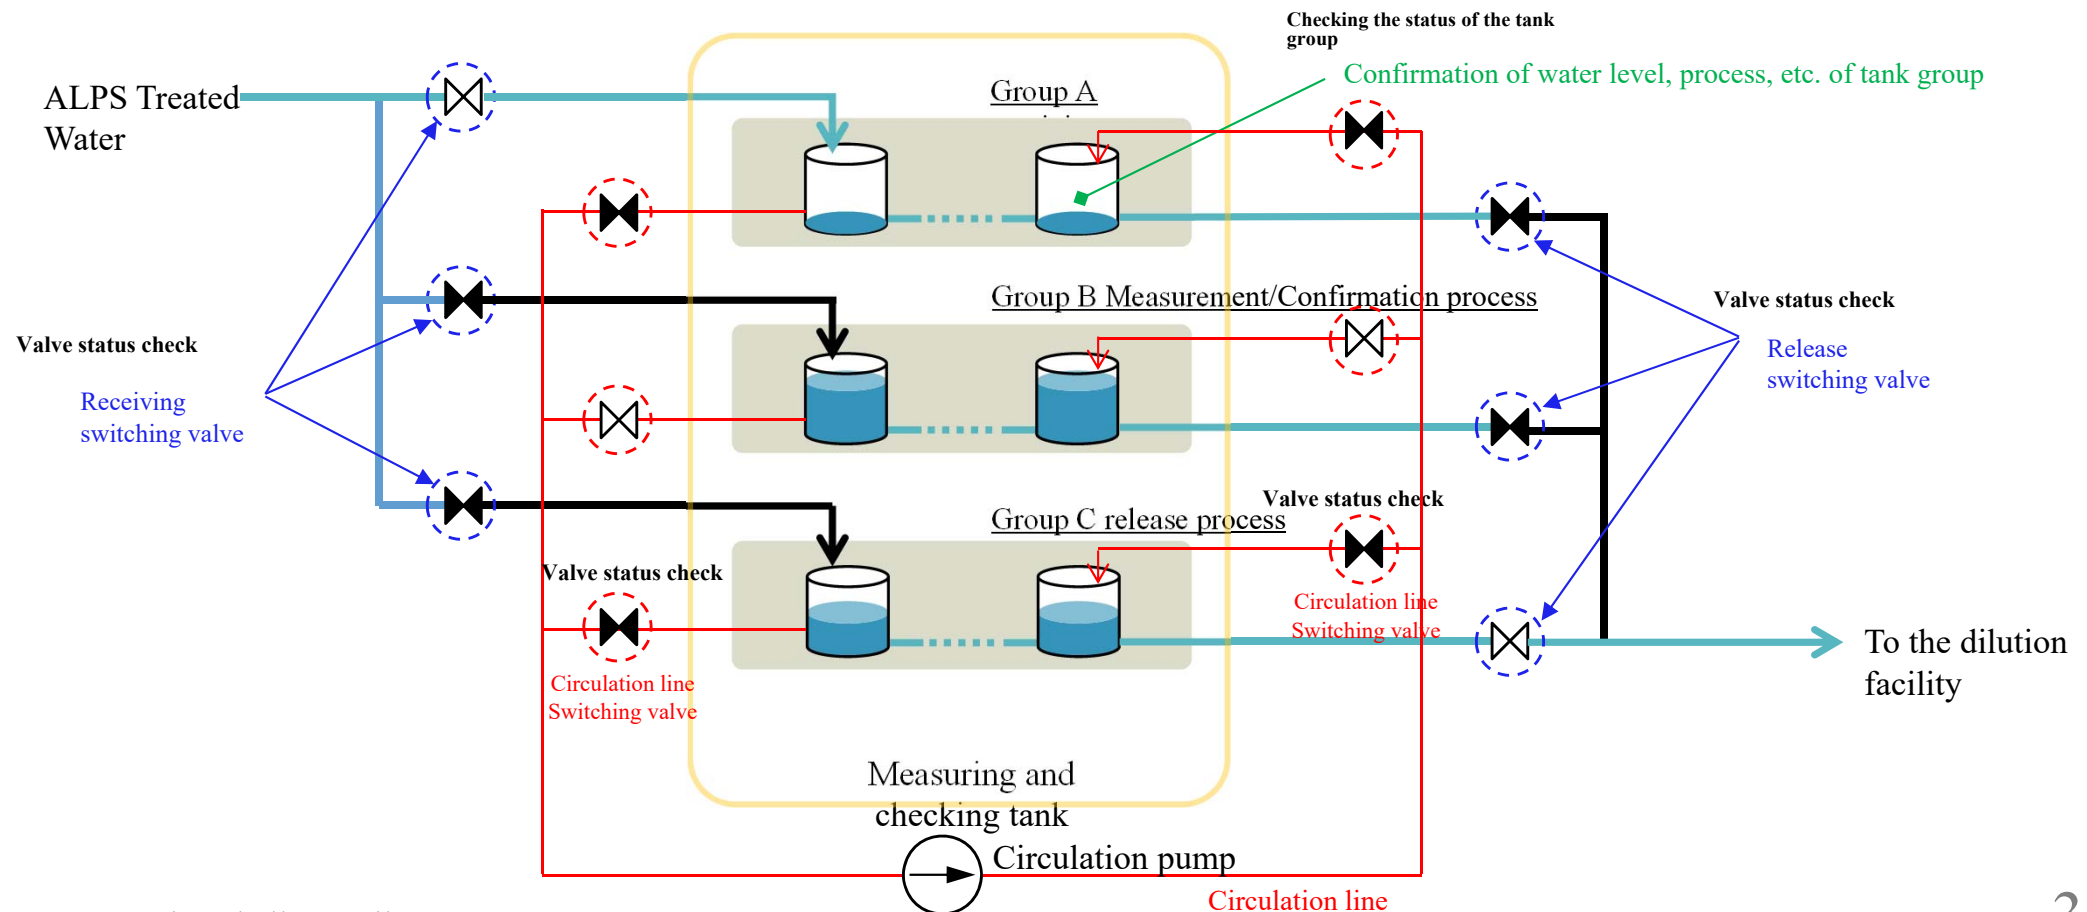 Checking the status of the tank
group
Confirmation of water level, process, etc. of tank group
ALPS Treated
Water
Group A
Group B Measurement/Confirmation process
Valve status check
Release
switching valve
Valve status check
Receiving
switching valve
Valve status check
Group C release process
Valve status check
Circulation line
Switching valve
To the dilution
facility
Circulation line
Switching valve
Measuring and
checking tank
Circulation pump
Circulation line
2